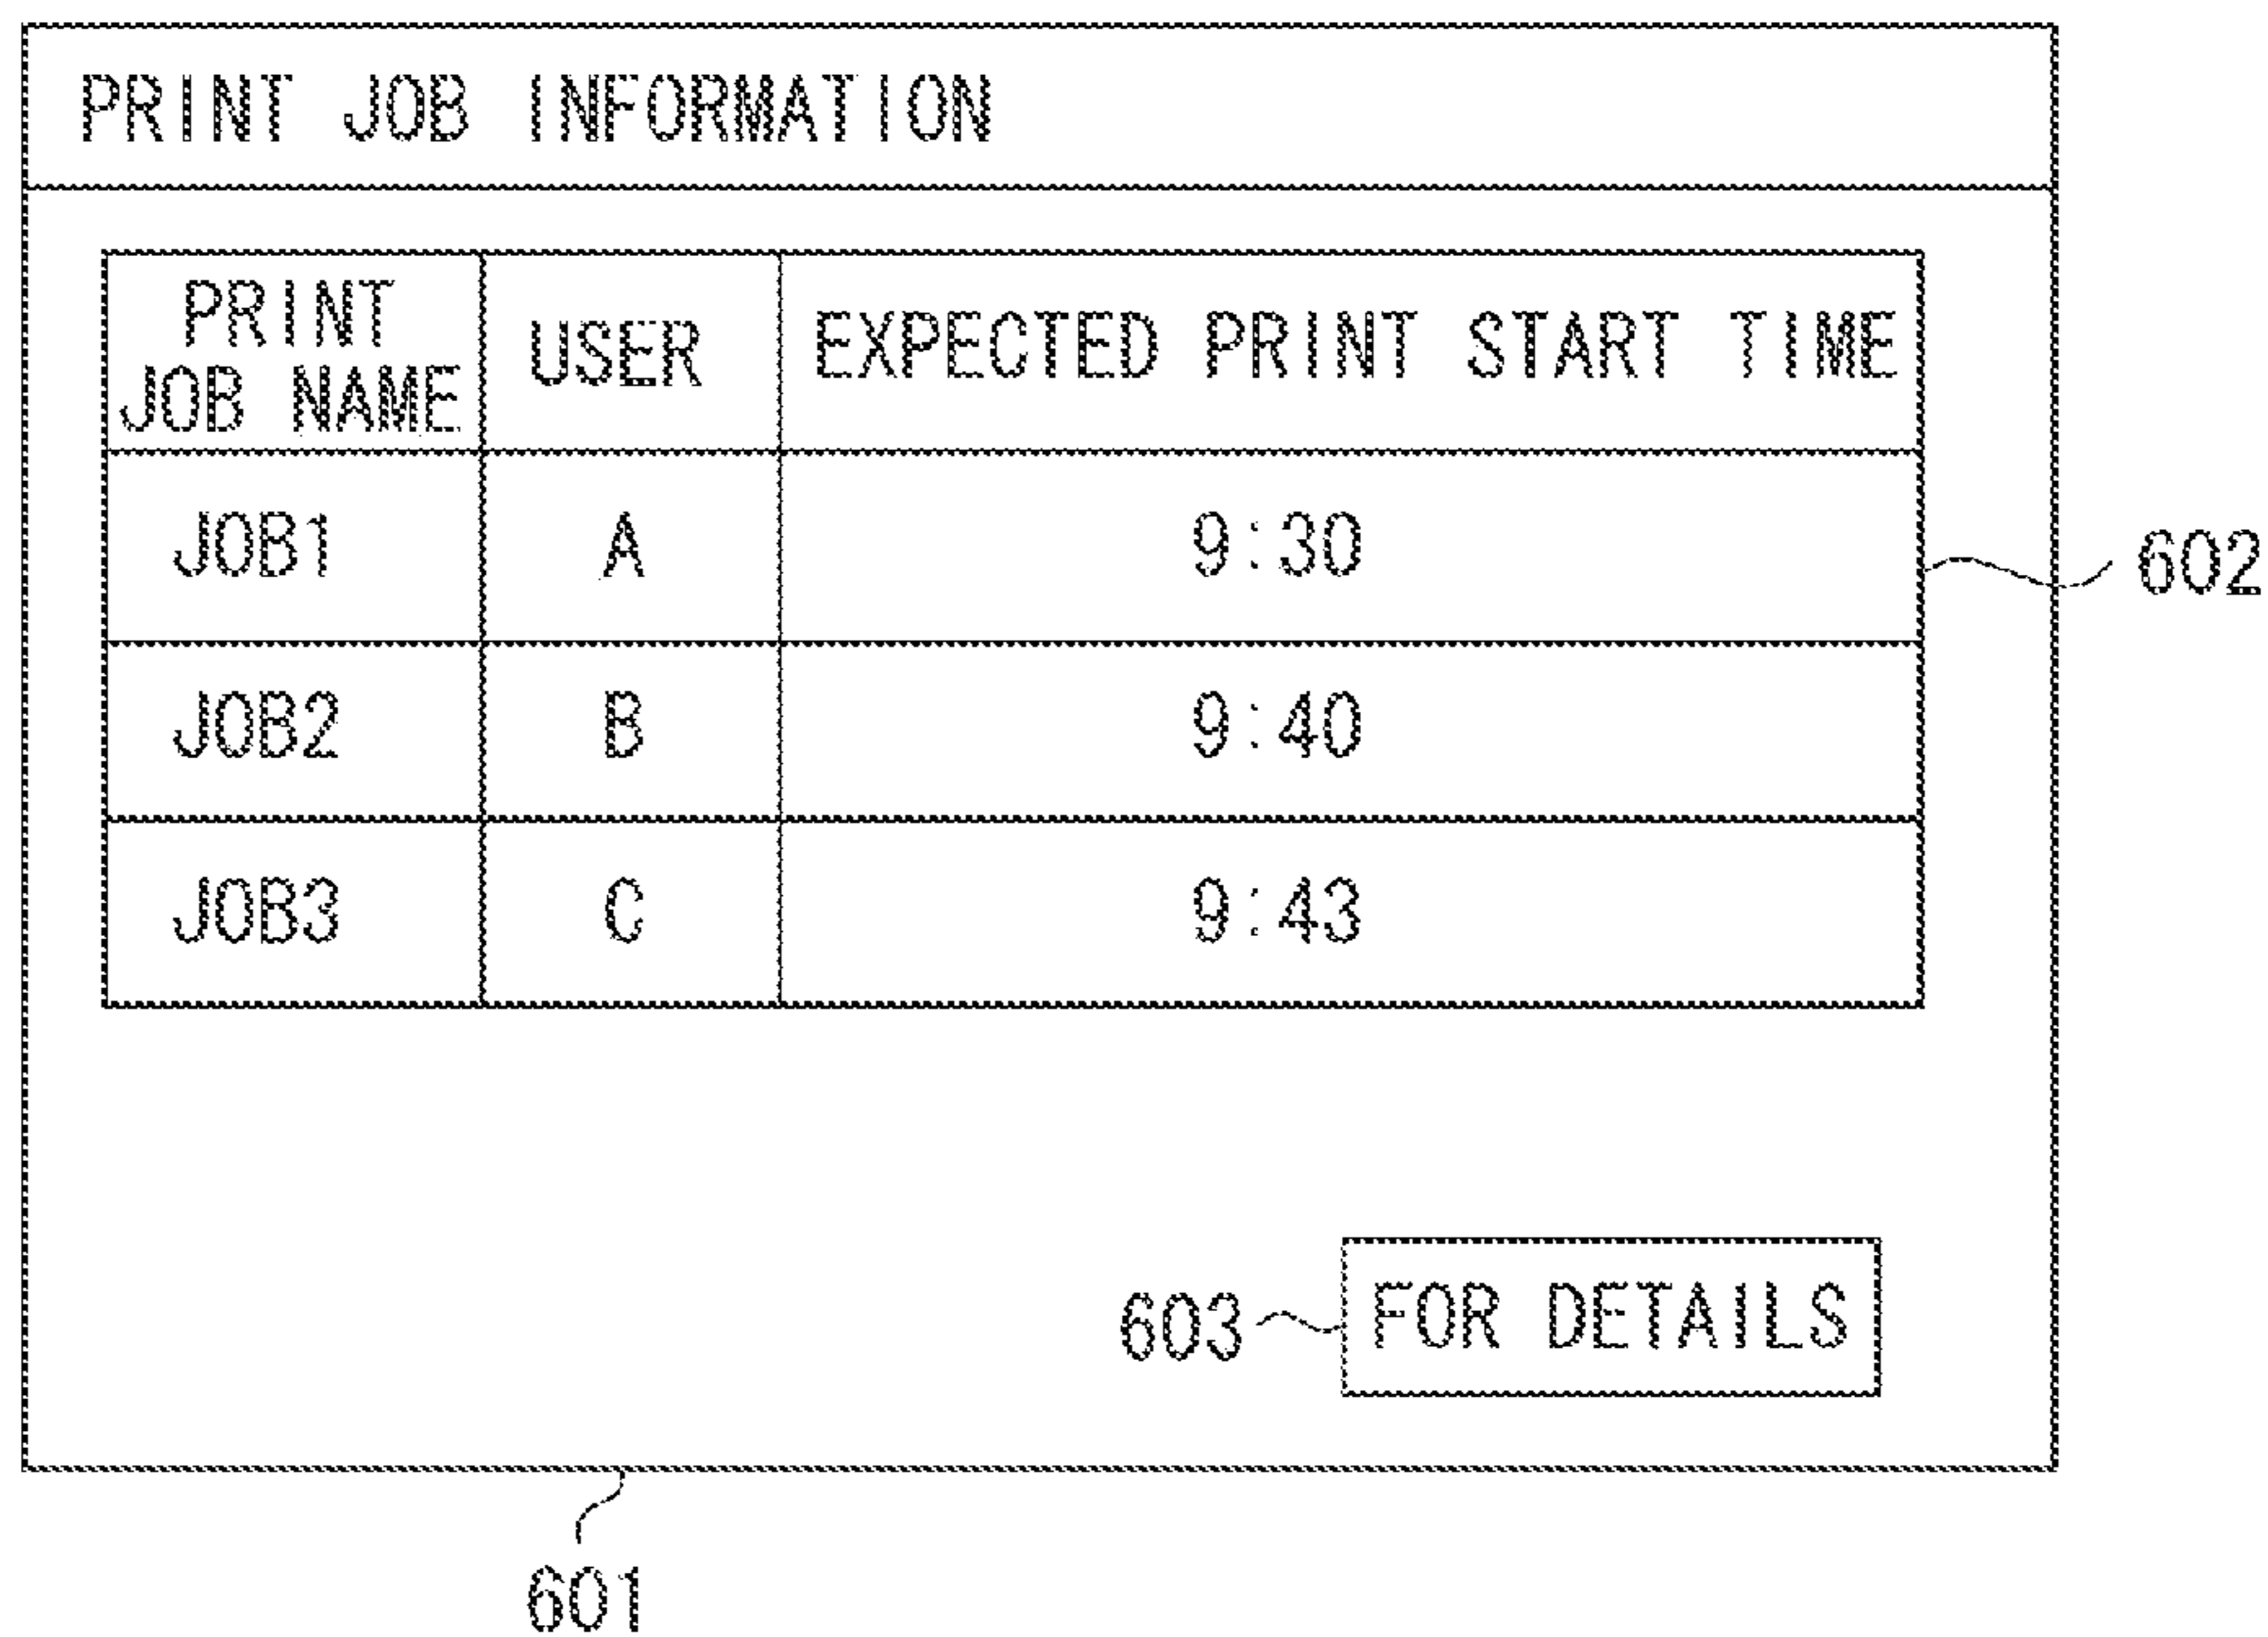 PRINT JOB INFORMATION
PRINT
JOB NAME
USER
EXPECTED PRINT START TIME
JOB1 A 9:30
602
JOB2 B 9:40
JOB3 C 9:43
603
FOR DETAILS
601